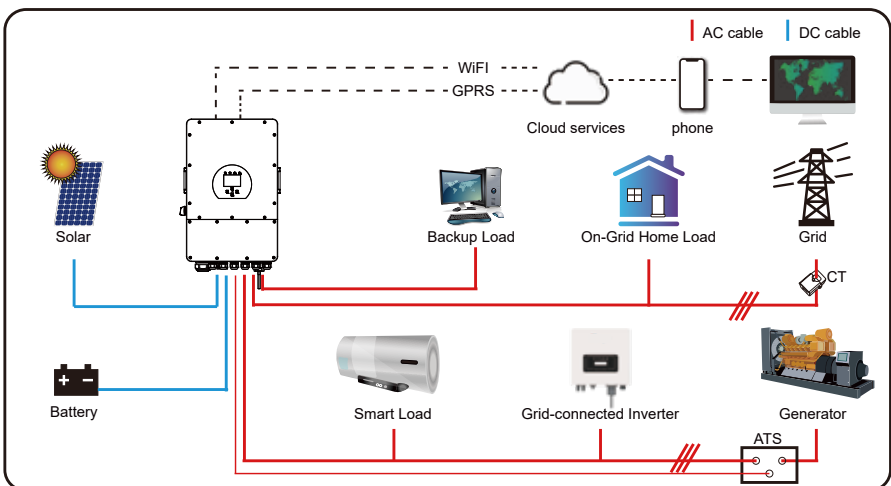 AC cable
DC cable
WiFI
GPRS
Cloud services
phone
Solar
Backup Load
On-Grid Home Load
Grid
CT
Battery
Smart Load
Grid-connected Inverter
Generator
ATS